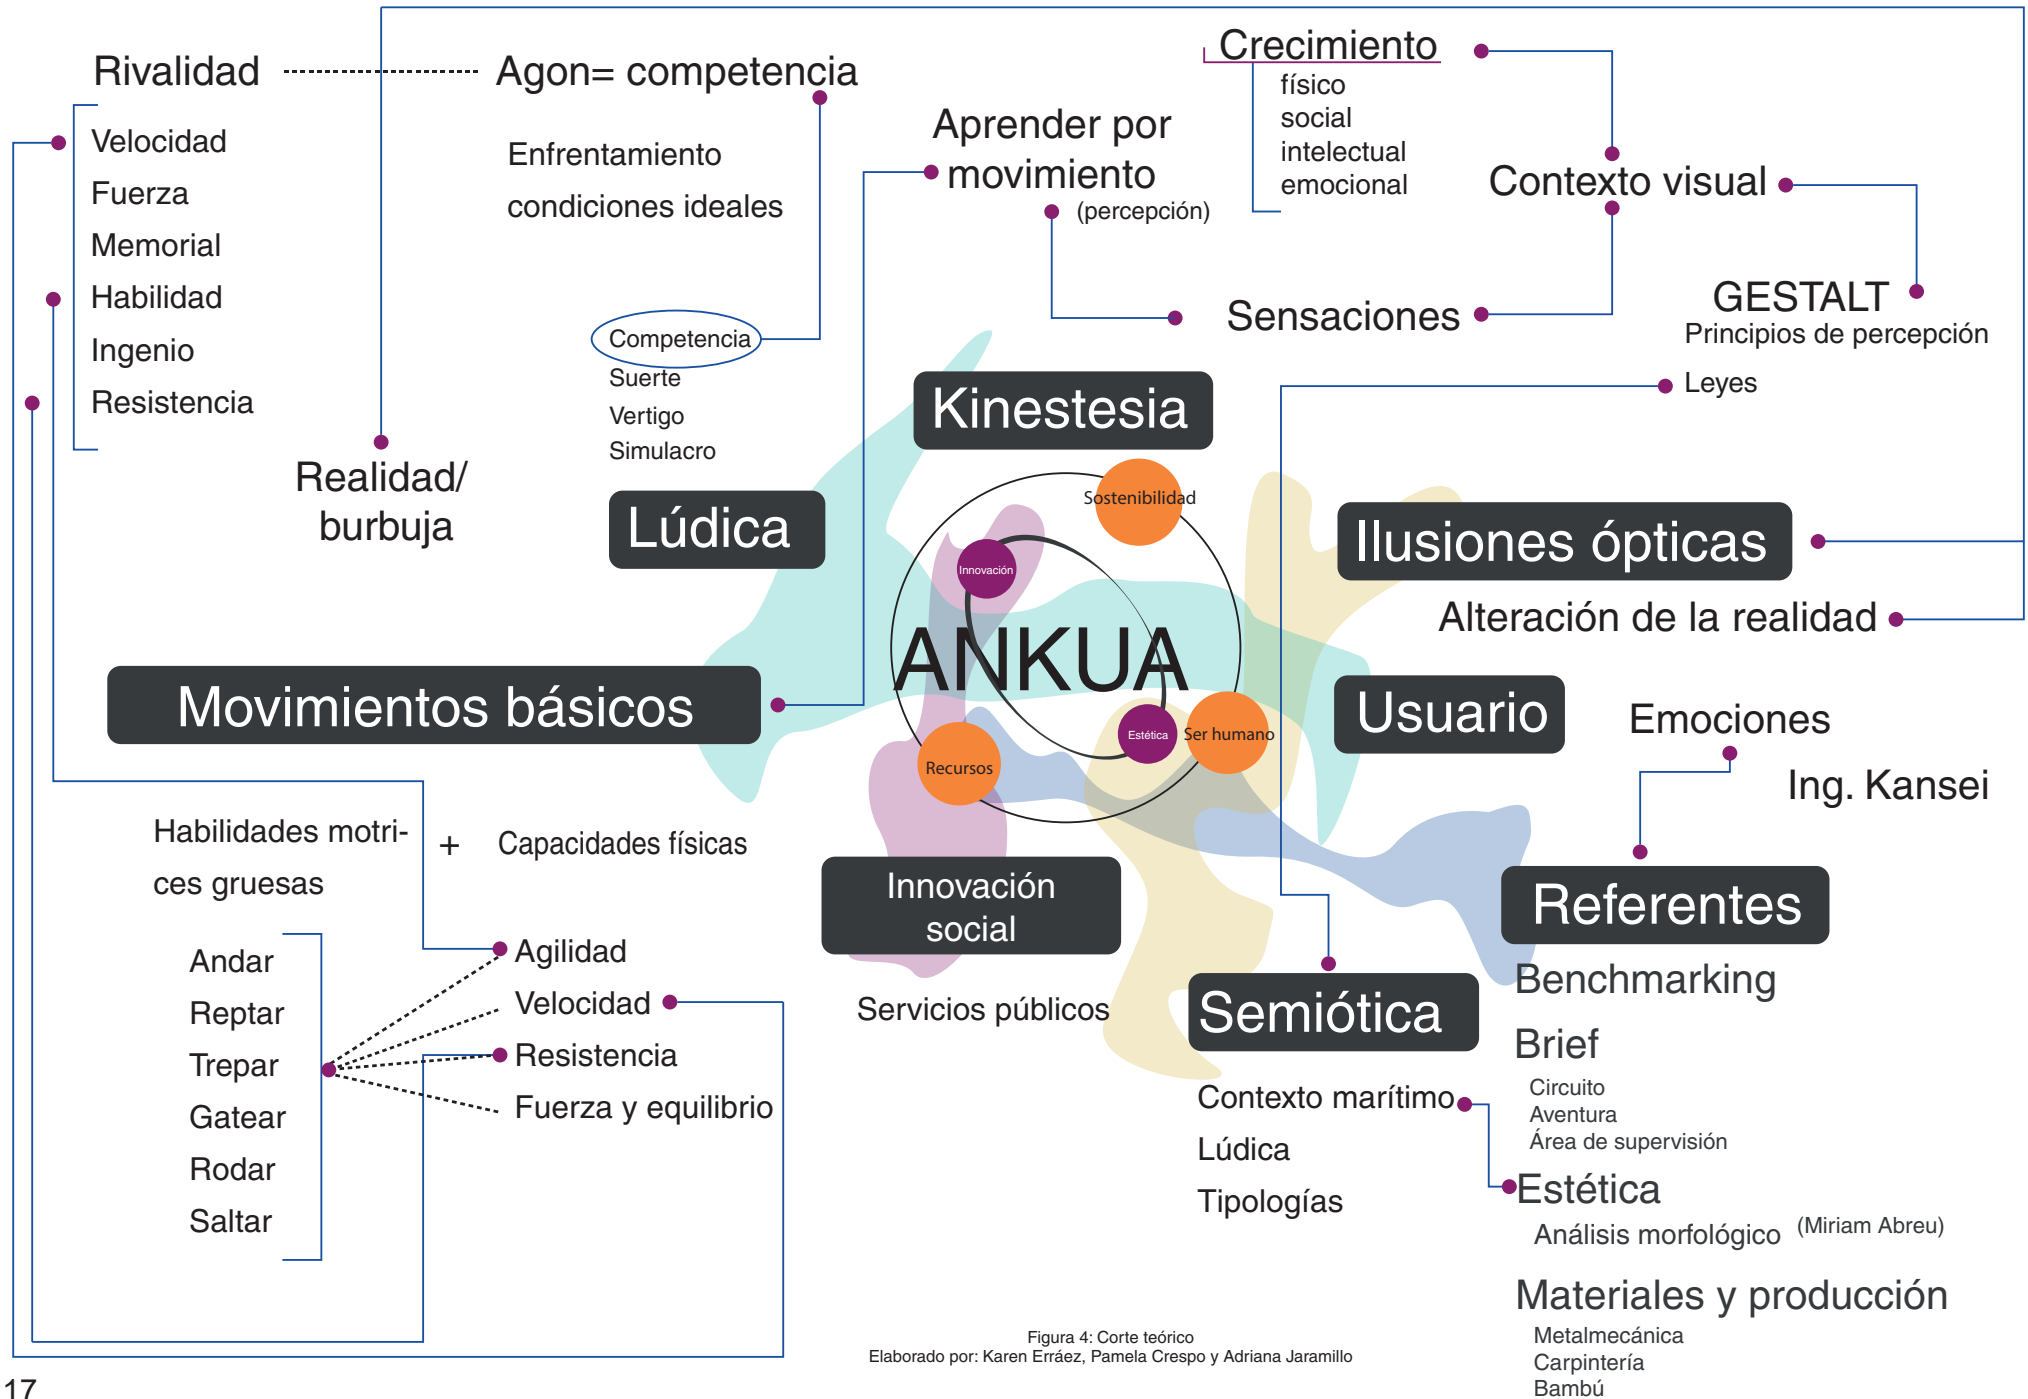 Rivalidad
Velocidad
Fuerza
Memorial
Habilidad
Ingenio
Resistencia
Agon= competencia
Enfrentamiento
condiciones ideales
Competencia
Suerte
Vertigo
Simulacro
Realidad/
burbuja
Lúdica
Aprender por
movimiento
(percepción)
Crecimiento
físico
social
intelectual
emocional
Contexto visual
Sensaciones
GESTALT
Principios de percepción
Leyes
Kinestesia
Sostenibilidad
Innovación
ANKUA
Estética
Ser humano
Recursos
Ilusiones ópticas
Alteración de la realidad
Movimientos básicos
Habilidades motri-
ces gruesas
+
Capacidades físicas
Andar
Reptar
Trepar
Gatear
Rodar
Saltar
Agilidad
Velocidad
Resistencia
Fuerza y equilibrio
Innovación
social
Servicios públicos
Usuario
Emociones
Ing. Kansei
Referentes
Benchmarking
Brief
Circuito
Aventura
Área de supervisión
Estética
Análisis morfológico (Miriam Abreu)
Materiales y producción
Metalmecánica
Carpintería
Bambú
Semiótica
Contexto marítimo
Lúdica
Tipologías
Figura 4: Corte teórico
Elaborado por: Karen Erráez, Pamela Crespo y Adriana Jaramillo
17